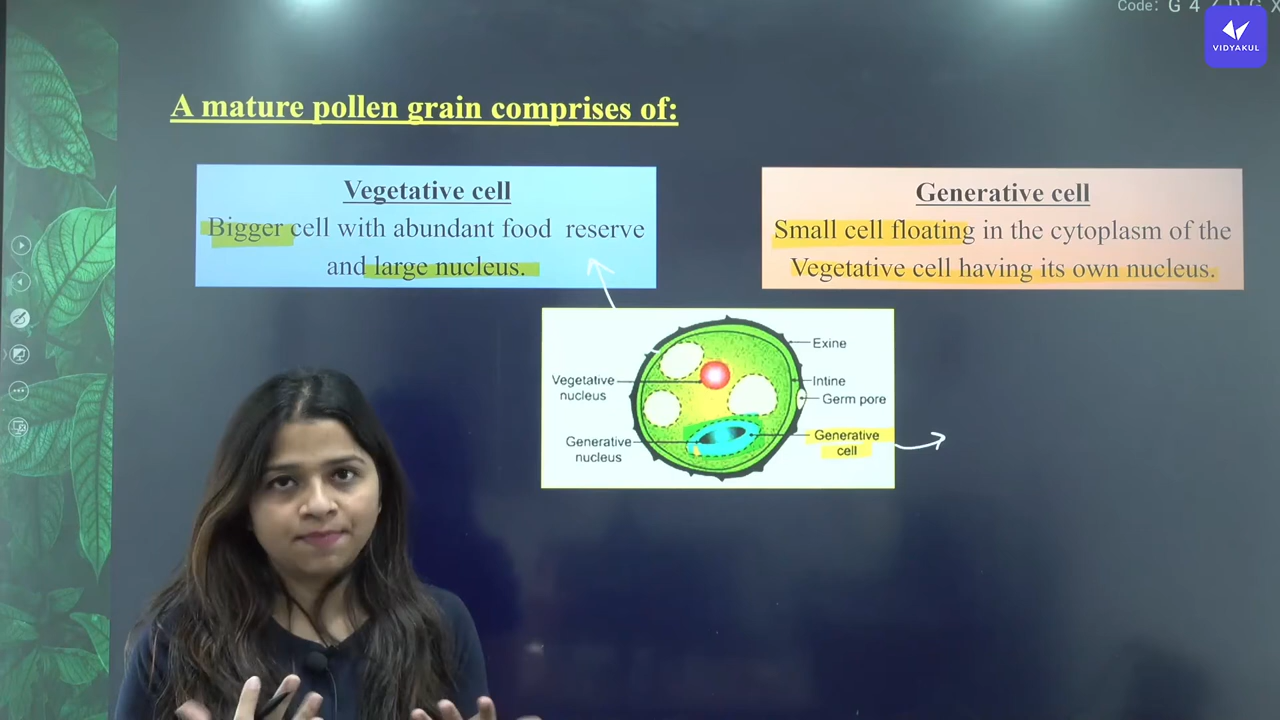 Code:
VIDYAKUL
A mature pollen grain comprises of:
Vegetative cell
Bigger cell with abundant food reserve
and large nucleus.
Generative cell
Small cell floating in the cytoplasm of the
Vegetative cell having its own nucleus.
Vegetative
nucleus
Generative
nucleus
Exine
Intine
Germ pore
Generative
cell